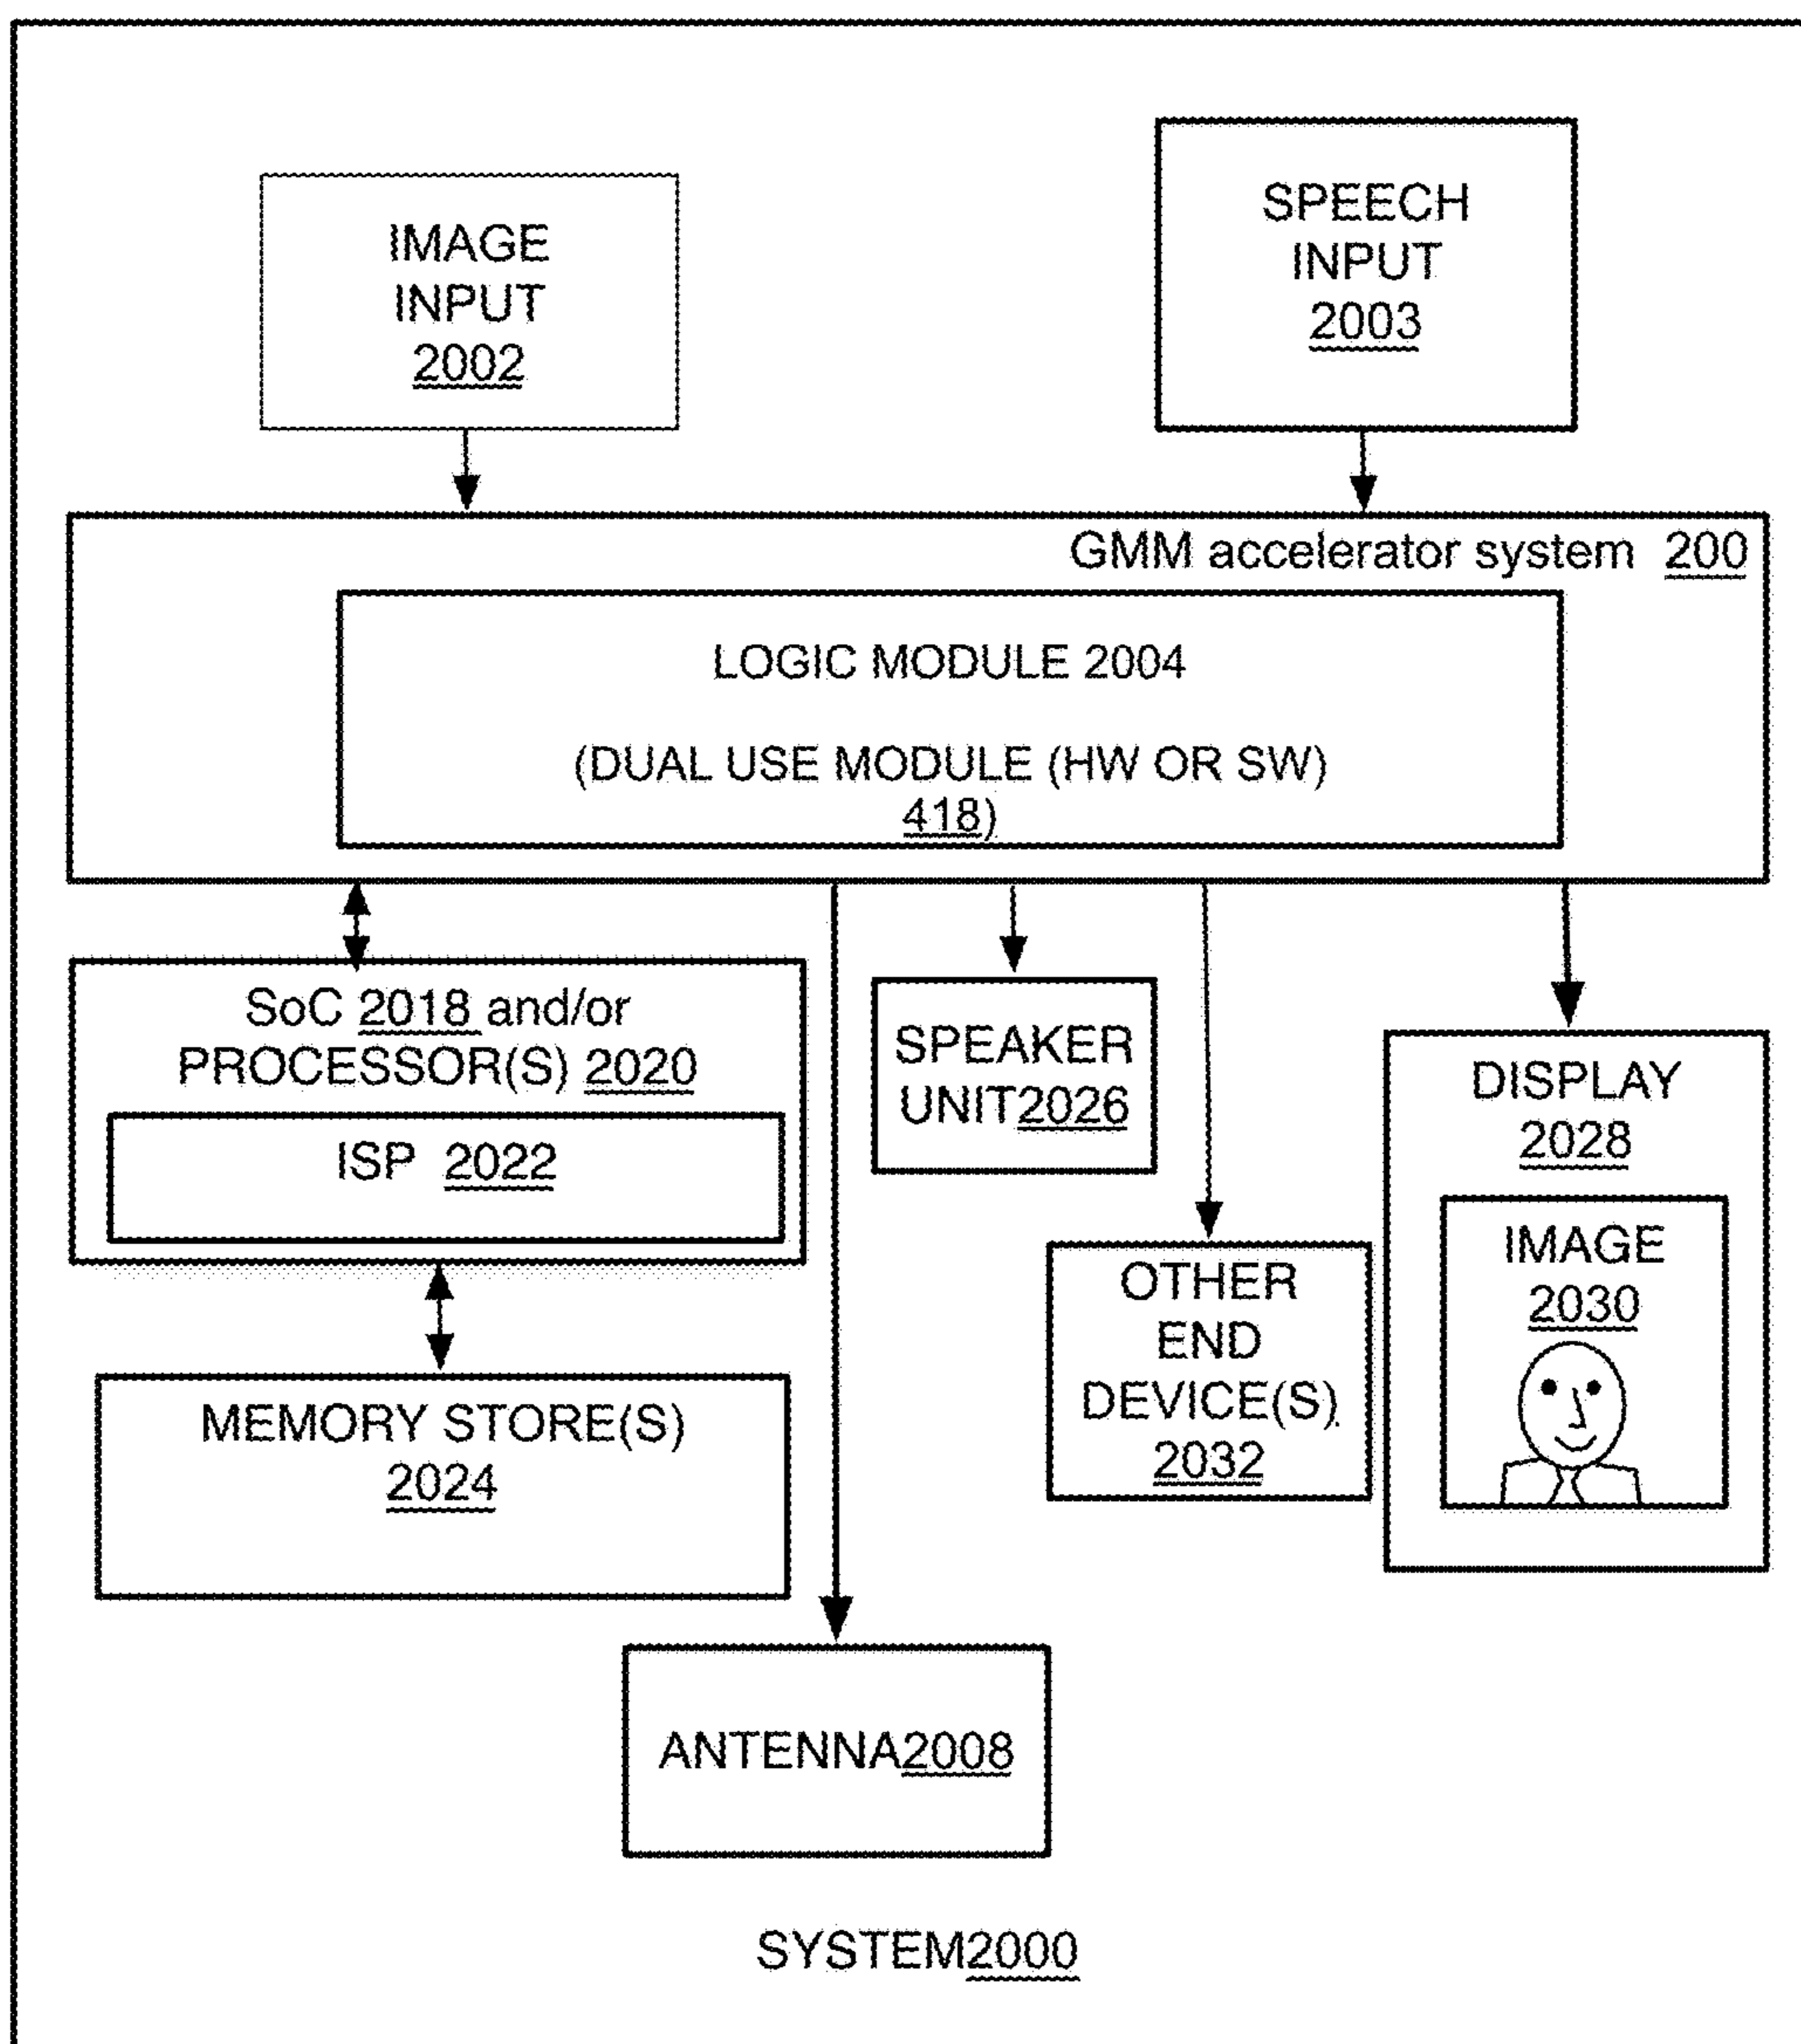 IMAGE
INPUT
2002
SPEECH
INPUT
2003
GMM accelerator system 200
LOGIC MODULE 2004
(DUAL USE MODULE (HW OR SW)
418)
SoC 2018 and/or
PROCESSOR(S) 2020
ISP 2022
MEMORY STORE(S)
2024
SPEAKER
UNIT2026
OTHER
END
DEVICE(S)
2032
DISPLAY
2028
IMAGE
2030
ANTENNA2008
SYSTEM2000